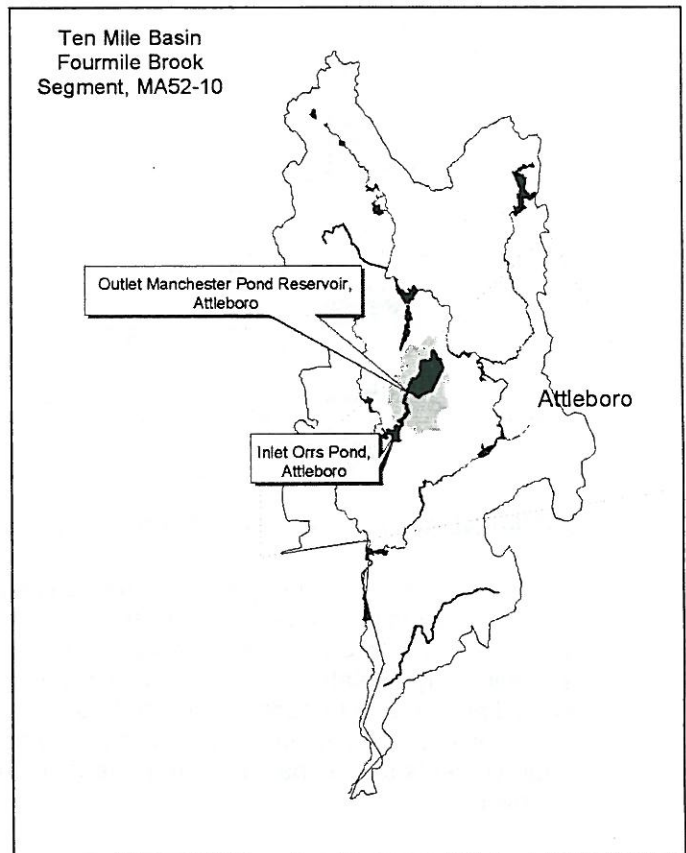 Ten Mile Basin
Fourmile Brook
Segment, MA52-10
Outlet Manchester Pond Reservoir,
Attleboro
Attleboro
Inlet Orrs Pond,
Attleboro